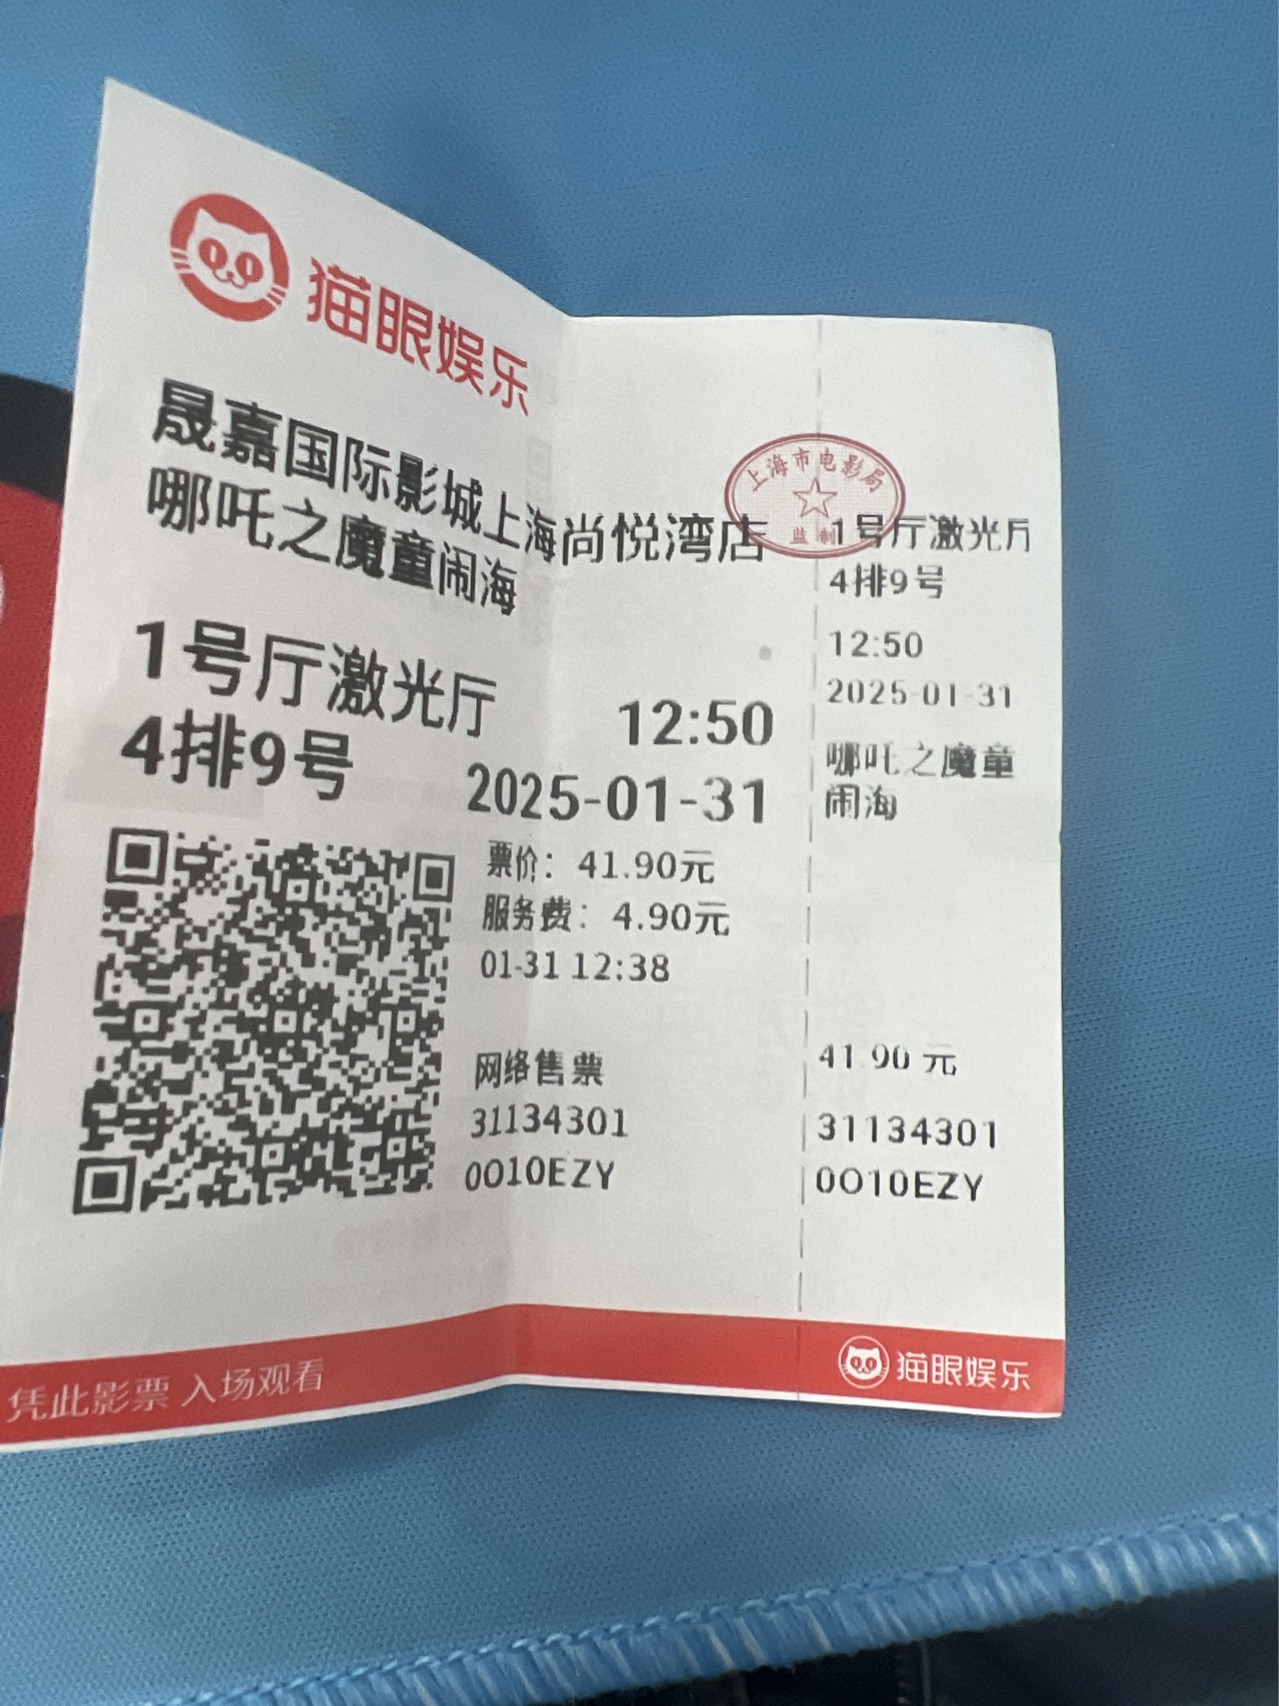 猫眼娱乐
晟嘉国际影城上海尚悦湾店
哪吒之魔童闹海
1号厅激光厅
4排9号
12:50
2025-01-31
票价：41.90元
服务费：4.90元
01-31 12:38
网络售票
31134301
0O10EZY
上海市电影局
监制
1号厅激光厅
4排9号
12:50
2025-01-31
哪吒之魔童
闹海
41.90 元
31134301
0O10EZY
凭此影票 入场观看
猫眼娱乐